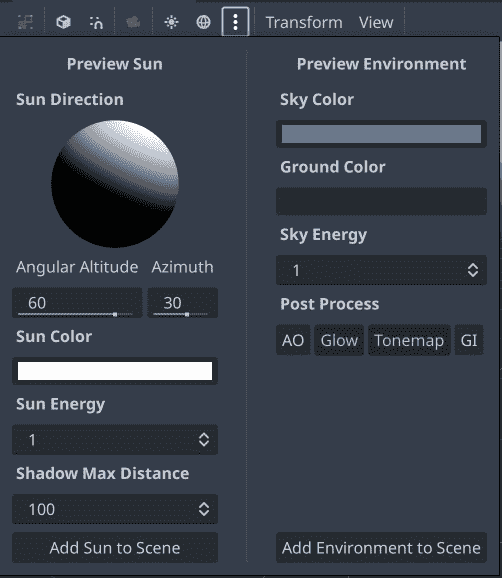 Transform View
Preview Sun
Sun Direction
Angular Altitude Azimuth
60 30
Sun Color
Sun Energy
1
Shadow Max Distance
100
Add Sun to Scene
Preview Environment
Sky Color
Ground Color
Sky Energy
1
Post Process
AO Glow Tonemap GI
Add Environment to Scene